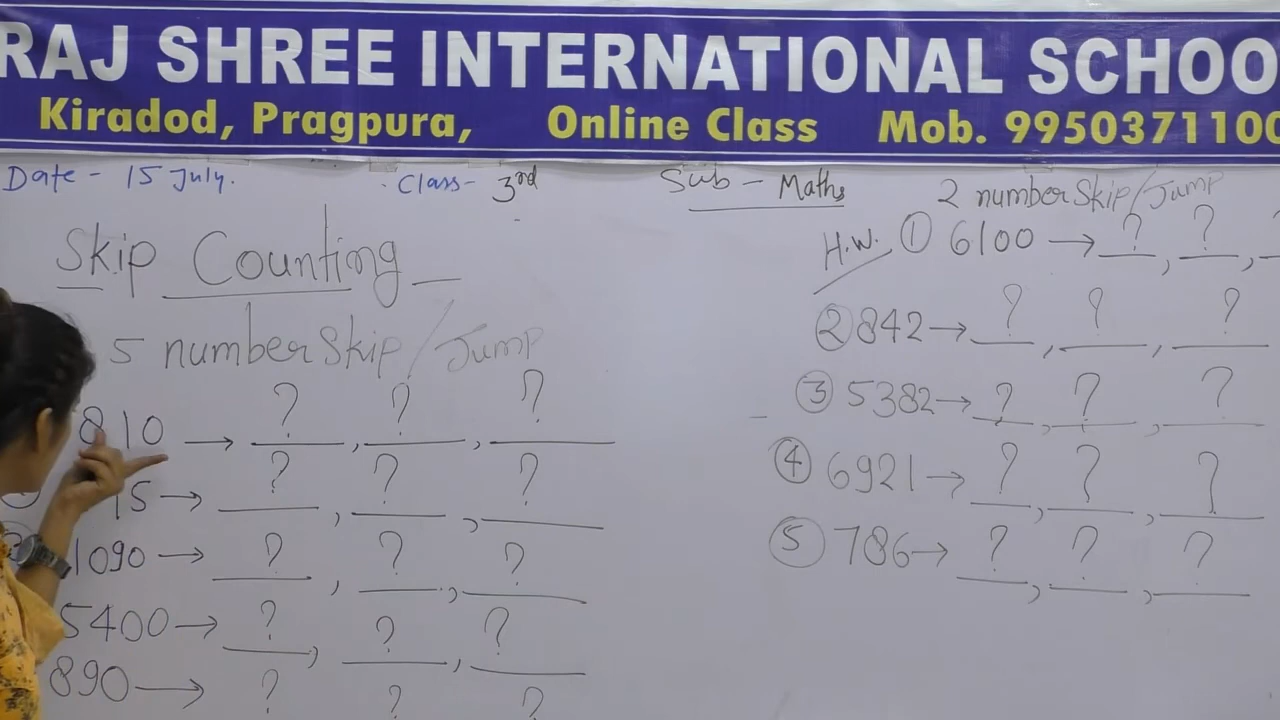 RAJ SHREE INTERNATIONAL SCHOO
Kiradod, Pragpura, Online Class Mob. 9950371100
Date - 15 July. Class - 3rd Sub - Maths
Skip Counting
5 number Skip / Jump
810 → ?, ?, ?
15 → ?, ?, ?
1090 → ?, ?, ?
5400 → ?, ?, ?
890 → ? ? ?
2 number Skip / Jump
H.W. ① 6100 → ?, ?,
② 842 → ?, ?, ?
③ 5382 → ?, ?, ?
④ 6921 → ?, ?, ?
⑤ 786 → ?, ?, ?